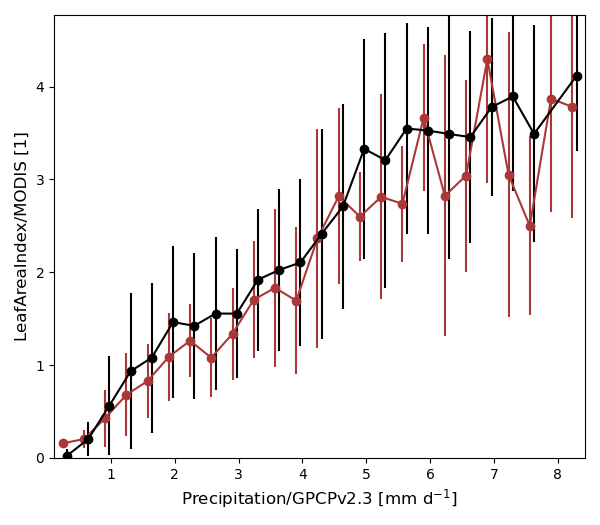 LeafAreaIndex/MODIS [1]
4
3
2
1
0
1 2 3 4 5 6 7 8
Precipitation/GPCPv2.3 [mm d⁻¹]